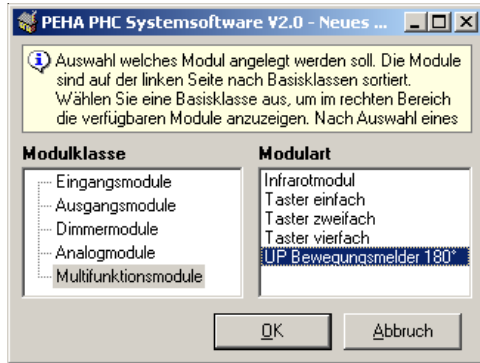 PEHA PHC Systemsoftware V2.0 - Neues ...
Auswahl welches Modul angelegt werden soll. Die Module
sind auf der linken Seite nach Basisklassen sortiert.
Wählen Sie eine Basisklasse aus, um im rechten Bereich
die verfügbaren Module anzuzeigen. Nach Auswahl eines
Modulklasse
Eingangsmodule
Ausgangsmodule
Dimmermodule
Analogmodule
Multifunktionsmodule
Modulart
Infrarotmodul
Taster einfach
Taster zweifach
Taster vierfach
UP Bewegungsmelder 180°
OK
Abbruch